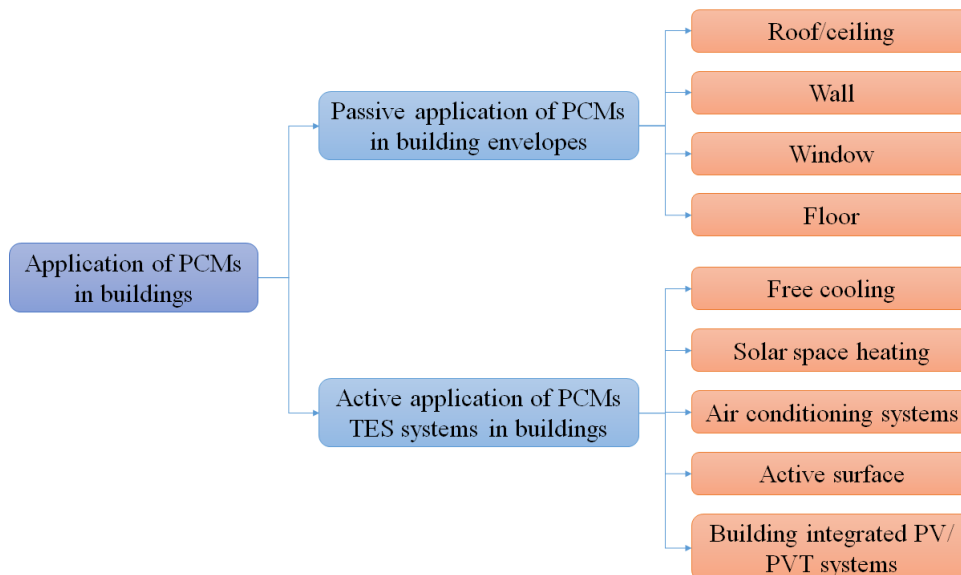 Application of PCMs
in buildings
Passive application of PCMs
in building envelopes
Roof/ceiling
Wall
Window
Floor
Active application of PCMs
TES systems in buildings
Free cooling
Solar space heating
Air conditioning systems
Active surface
Building integrated PV/
PVT systems